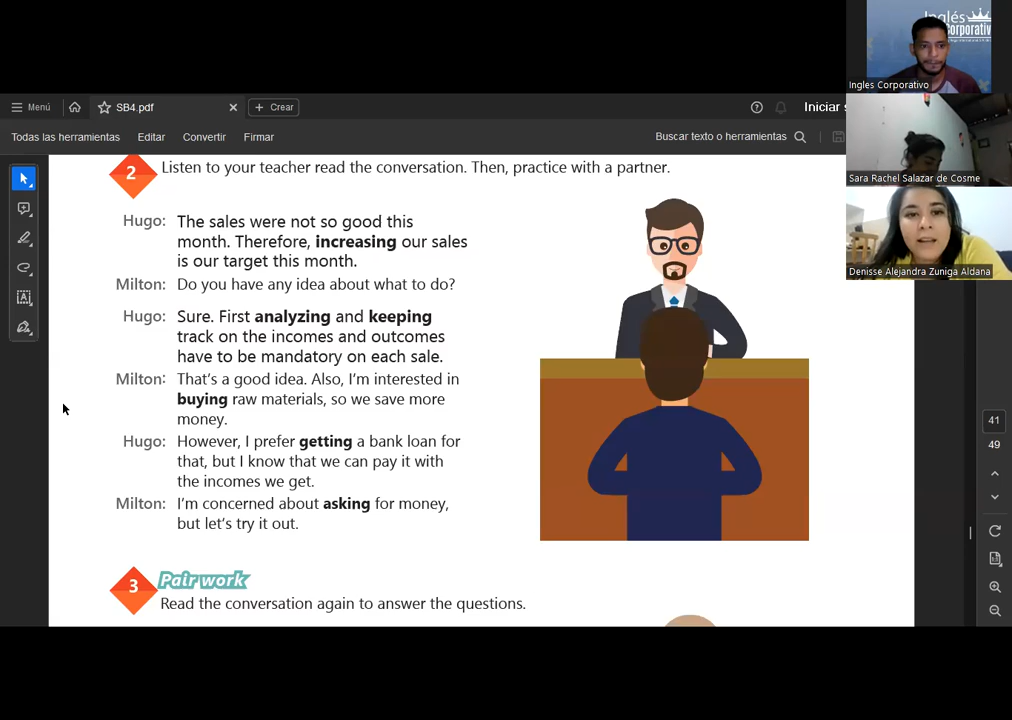 Inglés
Corporativo
Ingles Corporativo
Menú
SB4.pdf
Crear
Iniciar s
Todas las herramientas
Editar
Convertir
Firmar
Buscar texto o herramientas
Sara Rachel Salazar de Cosme
Denisse Alejandra Zuniga Aldana
2
Listen to your teacher read the conversation. Then, practice with a partner.
Hugo: The sales were not so good this
month. Therefore, increasing our sales
is our target this month.
Milton: Do you have any idea about what to do?
Hugo: Sure. First analyzing and keeping
track on the incomes and outcomes
have to be mandatory on each sale.
Milton: That's a good idea. Also, I'm interested in
buying raw materials, so we save more
money.
Hugo: However, I prefer getting a bank loan for
that, but I know that we can pay it with
the incomes we get.
Milton: I'm concerned about asking for money,
but let's try it out.
3
Pair work
Read the conversation again to answer the questions.
41
49